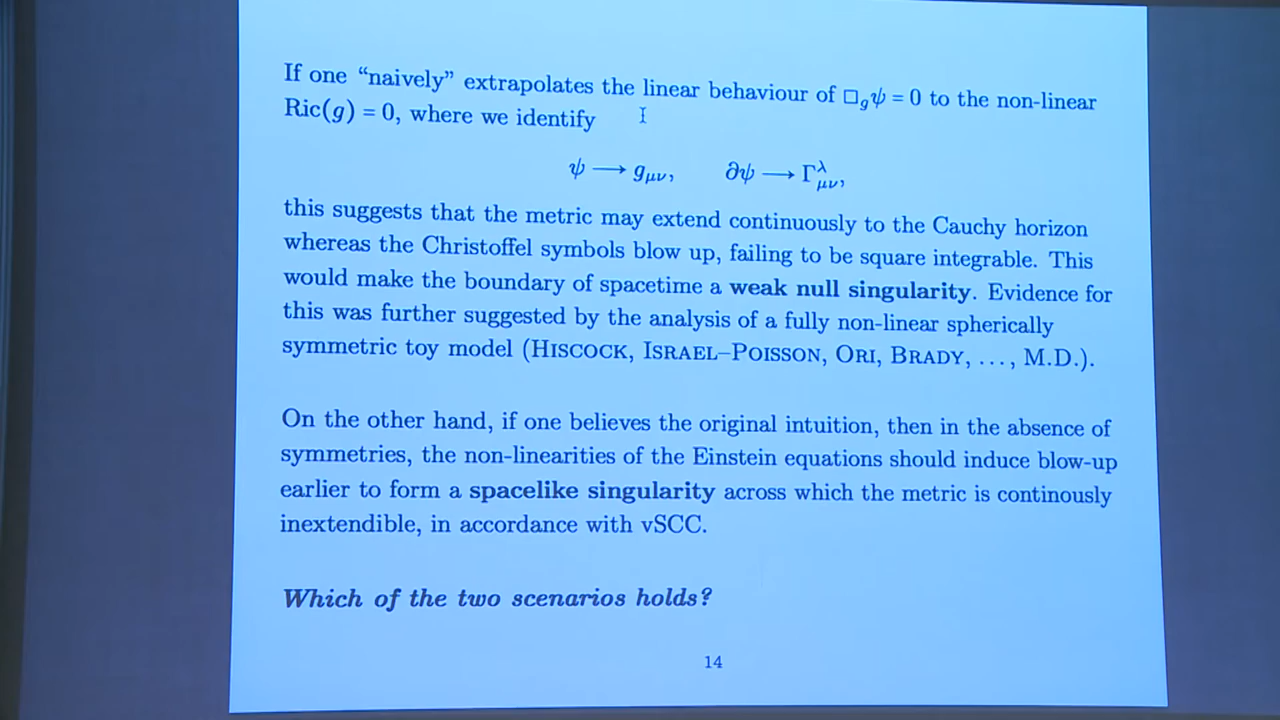 If one “naively” extrapolates the linear behaviour of □_gψ = 0 to the non-linear
Ric(g) = 0, where we identify
ψ ⟶ g_μν,  ∂ψ ⟶ Γ^λ_μν,
this suggests that the metric may extend continuously to the Cauchy horizon
whereas the Christoffel symbols blow up, failing to be square integrable. This
would make the boundary of spacetime a weak null singularity. Evidence for
this was further suggested by the analysis of a fully non-linear spherically
symmetric toy model (HISCOCK, ISRAEL–POISSON, ORI, BRADY, ..., M.D.).
On the other hand, if one believes the original intuition, then in the absence of
symmetries, the non-linearities of the Einstein equations should induce blow-up
earlier to form a spacelike singularity across which the metric is continously
inextendible, in accordance with vSCC.
Which of the two scenarios holds?
14